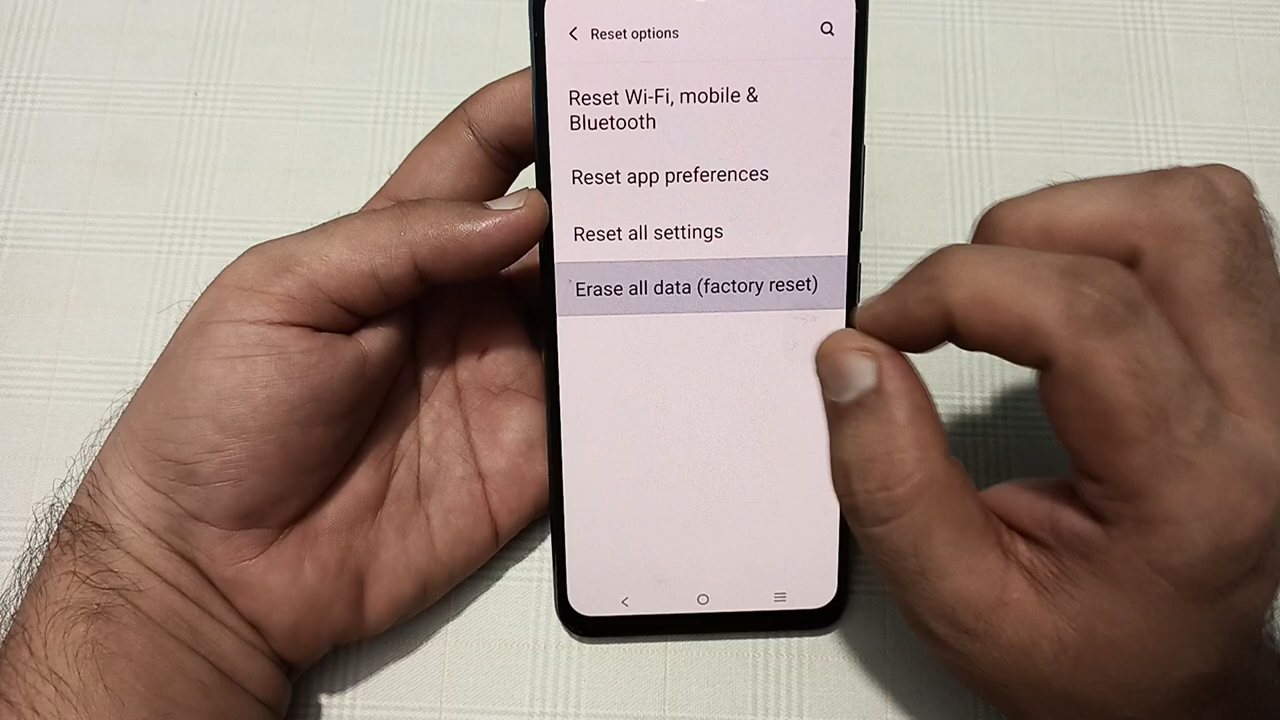 Reset options
Reset Wi-Fi, mobile &
Bluetooth
Reset app preferences
Reset all settings
Erase all data (factory reset)